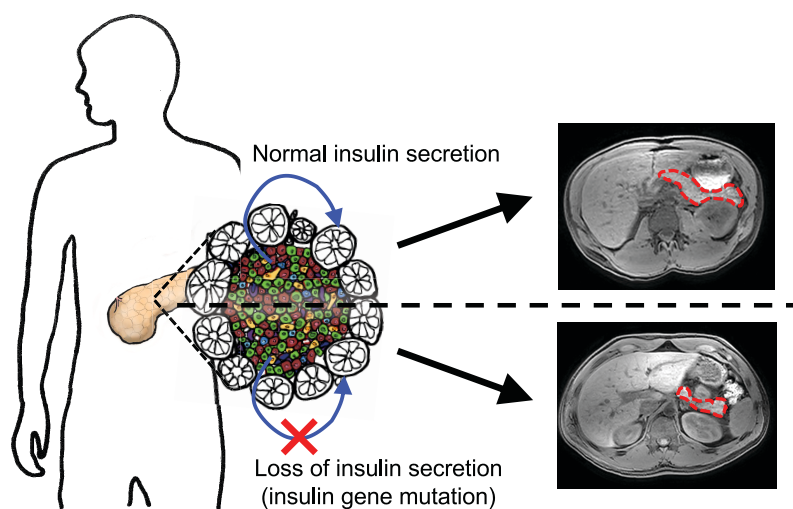 Normal insulin secretion
Loss of insulin secretion
(insulin gene mutation)